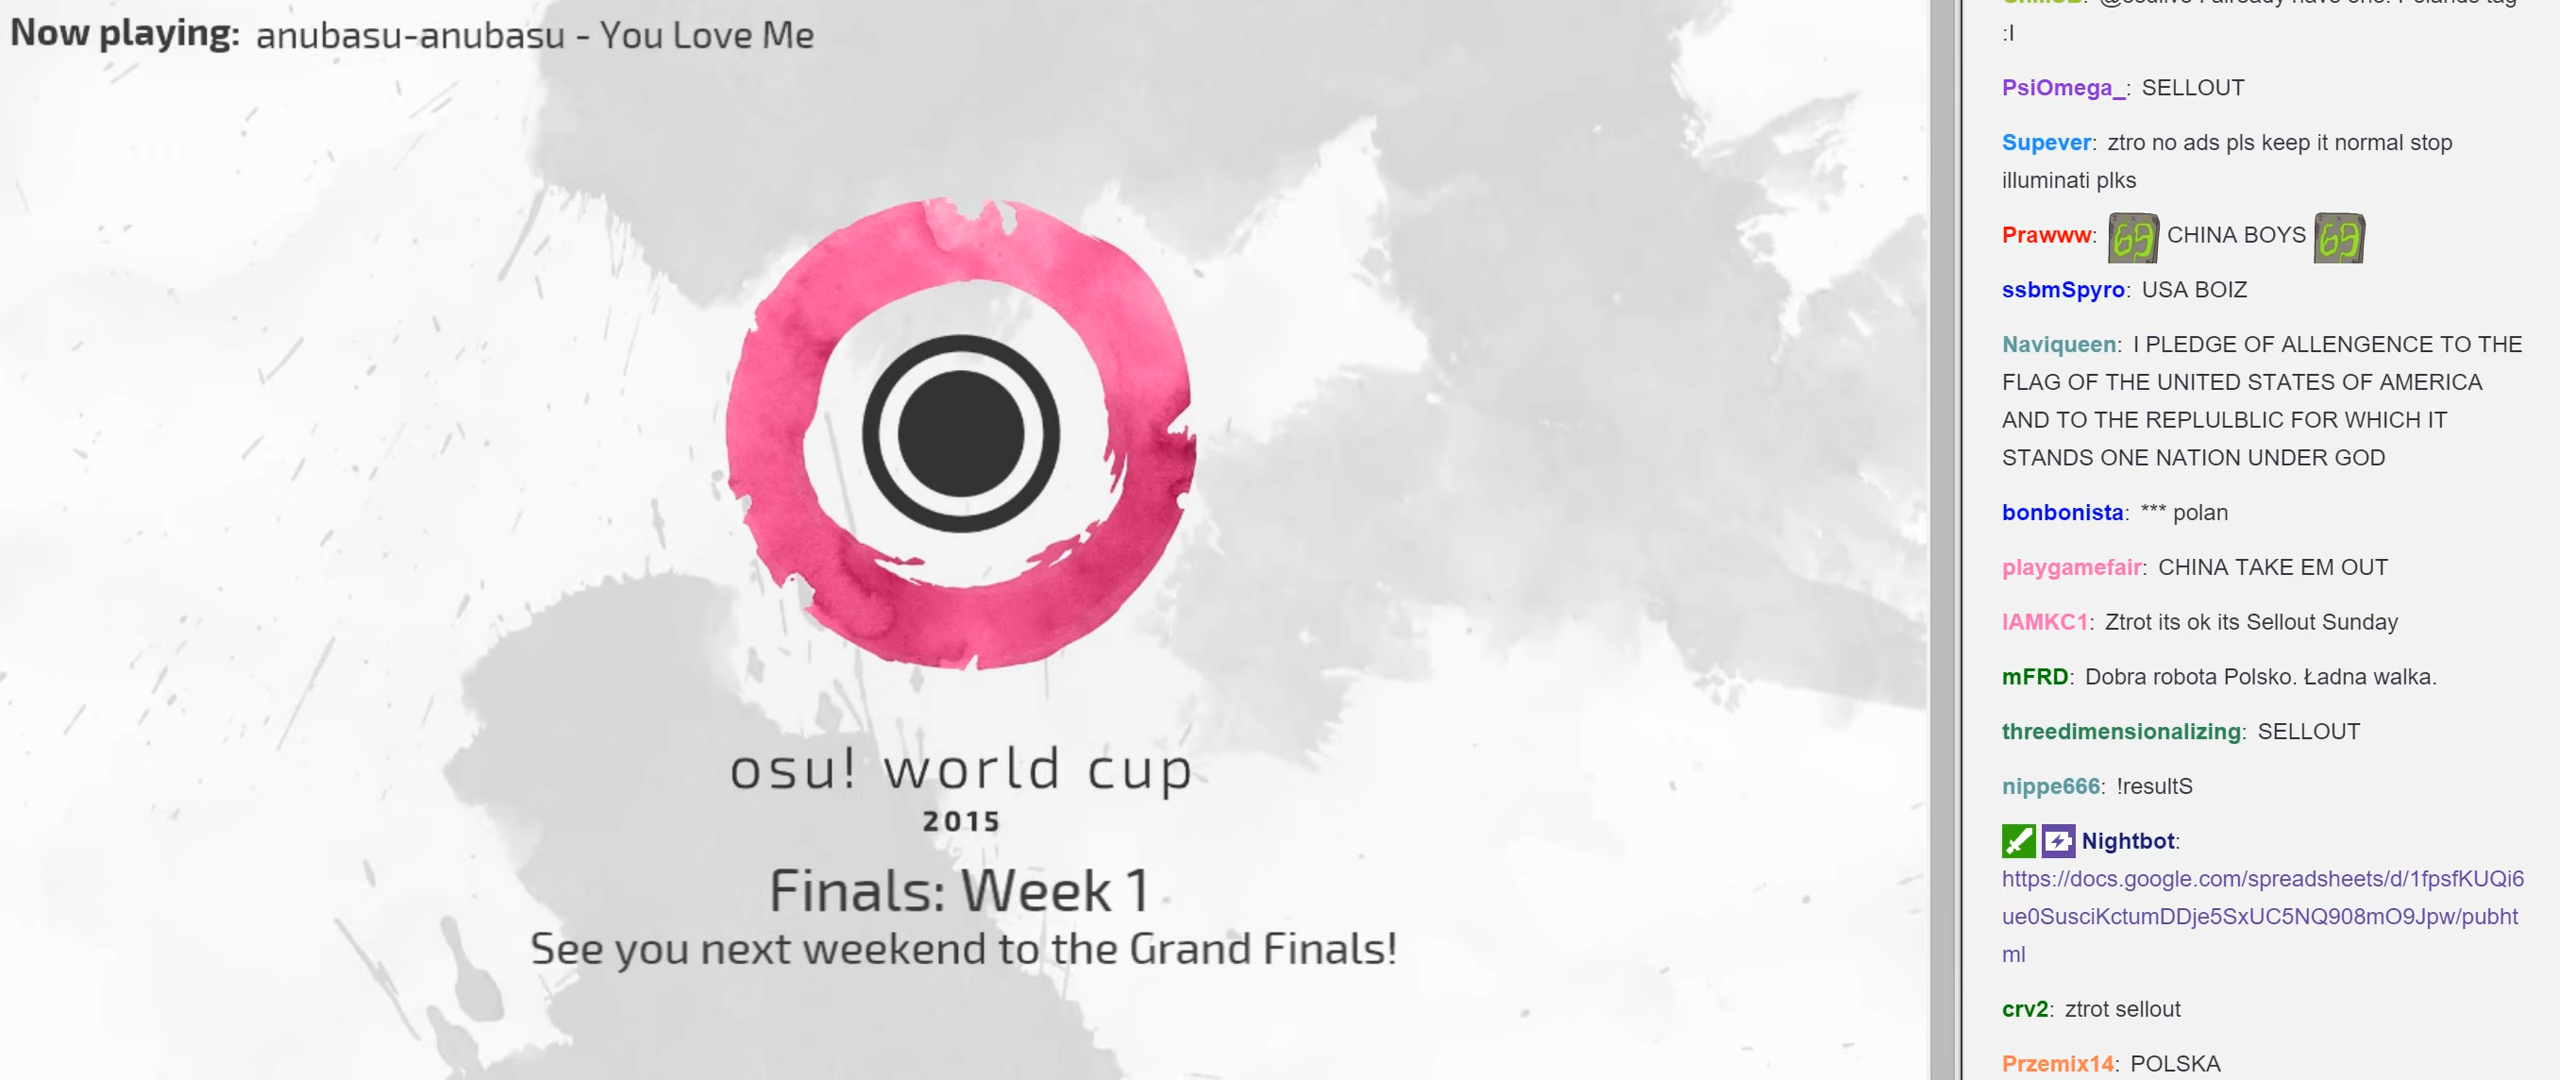 Now playing: anubasu-anubasu - You Love Me
osu! world cup
2015
Finals: Week 1
See you next weekend to the Grand Finals!
:I
PsiOmega_: SELLOUT
Supever: ztro no ads pls keep it normal stop
illuminati plks
Prawww: 69 CHINA BOYS 69
ssbmSpyro: USA BOIZ
Naviqueen: I PLEDGE OF ALLENGENCE TO THE
FLAG OF THE UNITED STATES OF AMERICA
AND TO THE REPLULBLIC FOR WHICH IT
STANDS ONE NATION UNDER GOD
bonbonista: *** polan
playgamefair: CHINA TAKE EM OUT
IAMKC1: Ztrot its ok its Sellout Sunday
mFRD: Dobra robota Polsko. Ładna walka.
threedimensionalizing: SELLOUT
nippe666: !resultS
Nightbot:
https://docs.google.com/spreadsheets/d/1fpsfKUQi6
ue0SusciKctumDDje5SxUC5NQ908mO9Jpw/pubht
ml
crv2: ztrot sellout
Przemix14: POLSKA